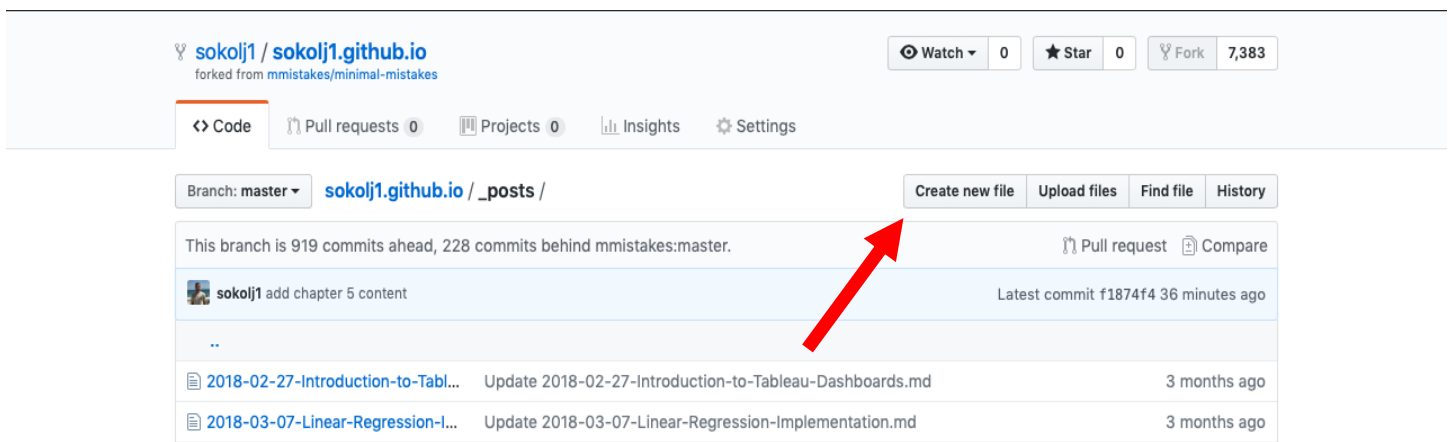 sokolj1 / sokolj1.github.io
forked from mmistakes/minimal-mistakes
Watch 0 Star 0 Fork 7,383
Code Pull requests 0 Projects 0 Insights Settings
Branch: master sokolj1.github.io / _posts / Create new file Upload files Find file History
This branch is 919 commits ahead, 228 commits behind mmistakes:master. Pull request Compare
sokolj1 add chapter 5 content Latest commit f1874f4 36 minutes ago
..
2018-02-27-Introduction-to-Tabl... Update 2018-02-27-Introduction-to-Tableau-Dashboards.md 3 months ago
2018-03-07-Linear-Regression-I... Update 2018-03-07-Linear-Regression-Implementation.md 3 months ago